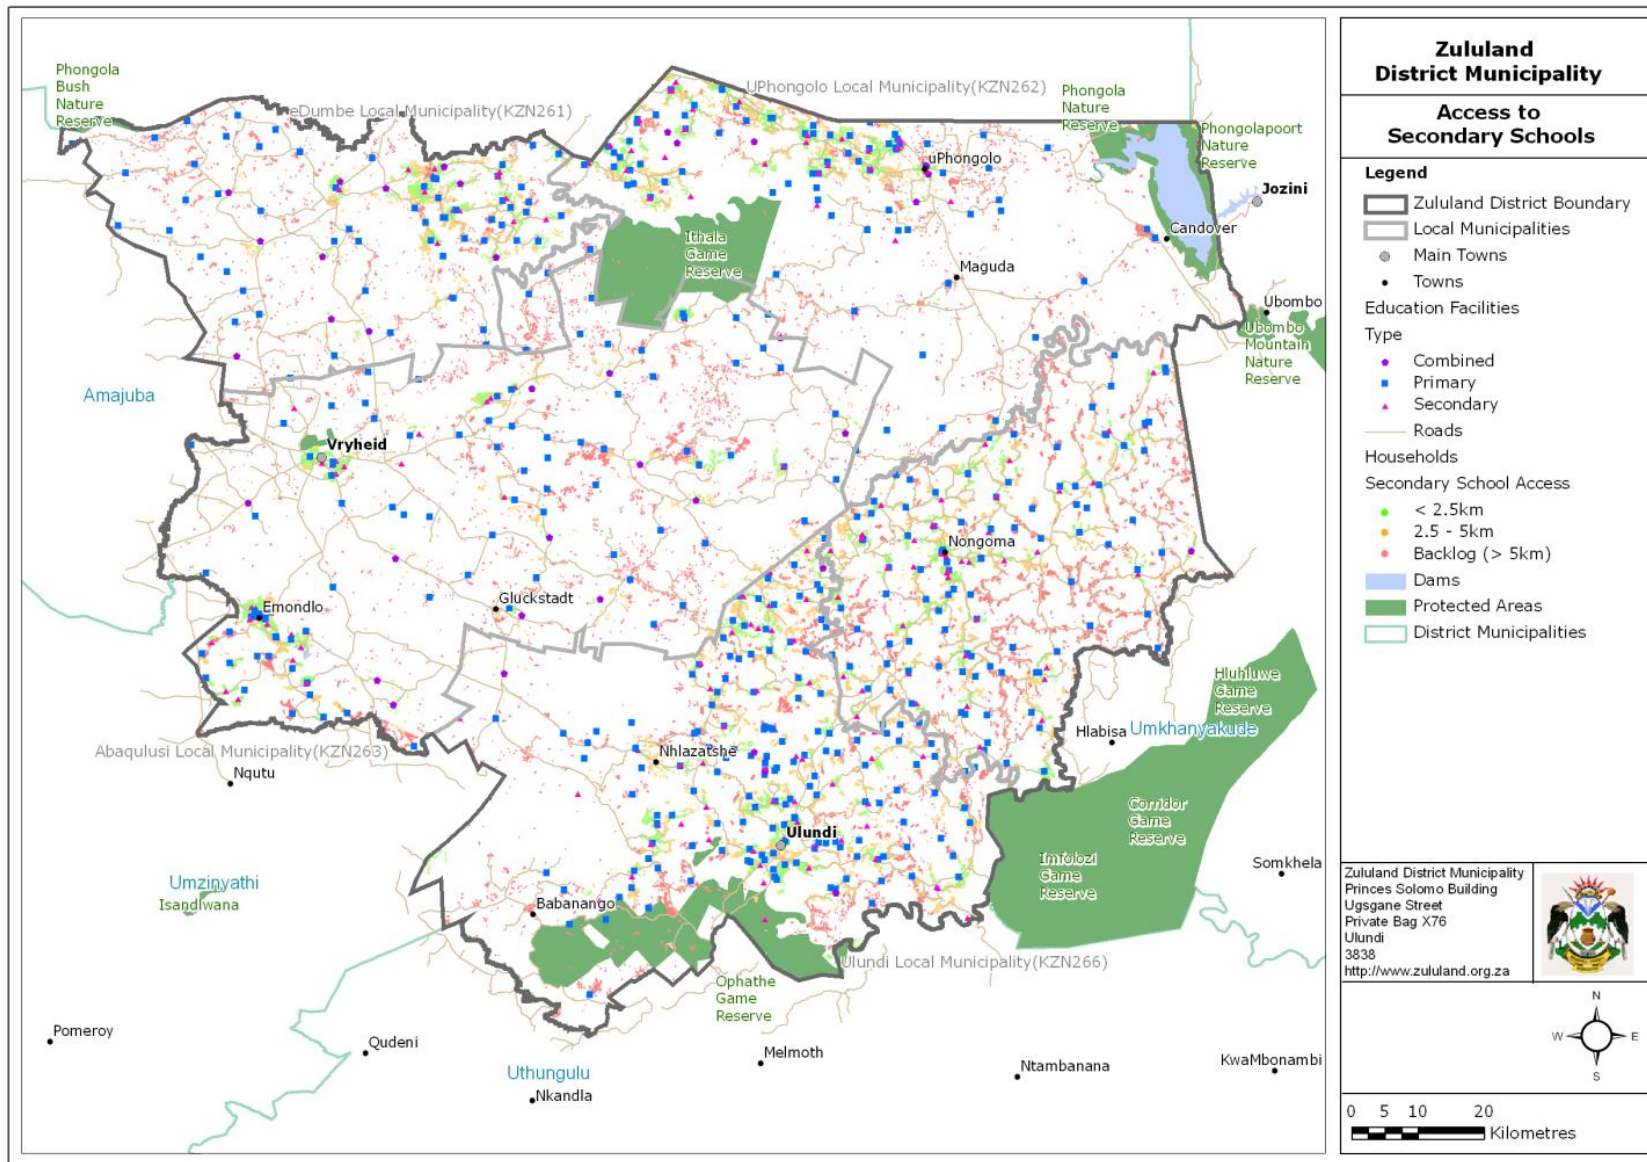 Phongola
Bush
Nature
Reserve
eDumbe Local Municipality(KZN261)
UPhongolo Local Municipality(KZN262)
Phongola
Nature
Reserve
Phongolapoort
Nature
Reserve
uPhongolo
Jozini
Candover
Ithala
Game
Reserve
Maguda
Ubombo
Ubombo
Mountain
Nature
Reserve
Amajuba
Vryheid
Nongoma
Emondlo
Gluckstadt
Hluhluwe
Game
Reserve
Hlabisa
Umkhanyakude
Abaqulusi Local Municipality(KZN263)
Nhlazatshe
Nqutu
Corridor
Game
Reserve
Ulundi
Imfolozi
Game
Reserve
Somkhela
Umzinyathi
Isandlwana
Babanango
Ulundi Local Municipality(KZN266)
Ophathe
Game
Reserve
Pomeroy
Qudeni
Melmoth
Ntambanana
KwaMbonambi
Uthungulu
Nkandla
Zululand
District Municipality
Access to
Secondary Schools
Legend
Zululand District Boundary
Local Municipalities
Main Towns
Towns
Education Facilities
Type
Combined
Primary
Secondary
Roads
Households
Secondary School Access
< 2.5km
2.5 - 5km
Backlog (> 5km)
Dams
Protected Areas
District Municipalities
Zululand District Municipality
Princes Solomo Building
Ugsgane Street
Private Bag X76
Ulundi
3838
http://www.zululand.org.za
N
W E
S
0 5 10 20
Kilometres